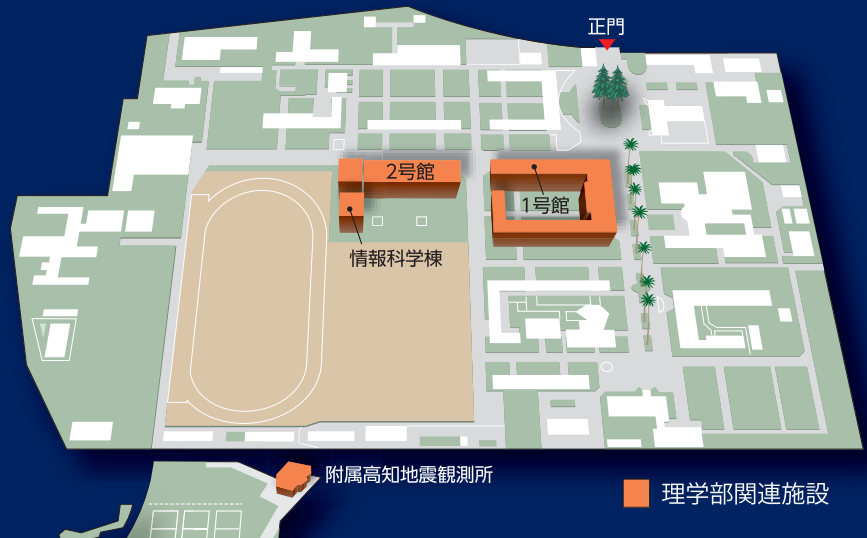 正門
2号館
1号館
情報科学棟
附属高知地震観測所
理学部関連施設